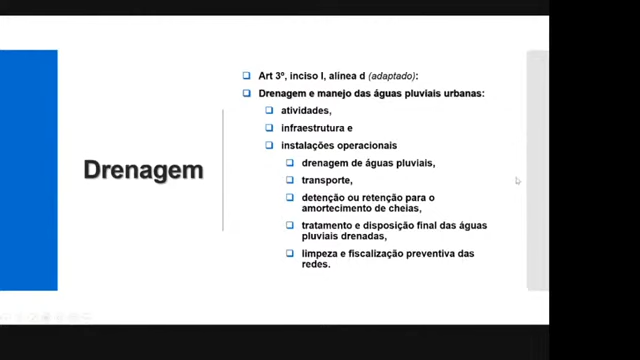 Drenagem
Art 3º, inciso I, alínea d (adaptado):
Drenagem e manejo das águas pluviais urbanas:
atividades,
infraestrutura e
instalações operacionais
drenagem de águas pluviais,
transporte,
detenção ou retenção para o
amortecimento de cheias,
tratamento e disposição final das águas
pluviais drenadas,
limpeza e fiscalização preventiva das
redes.